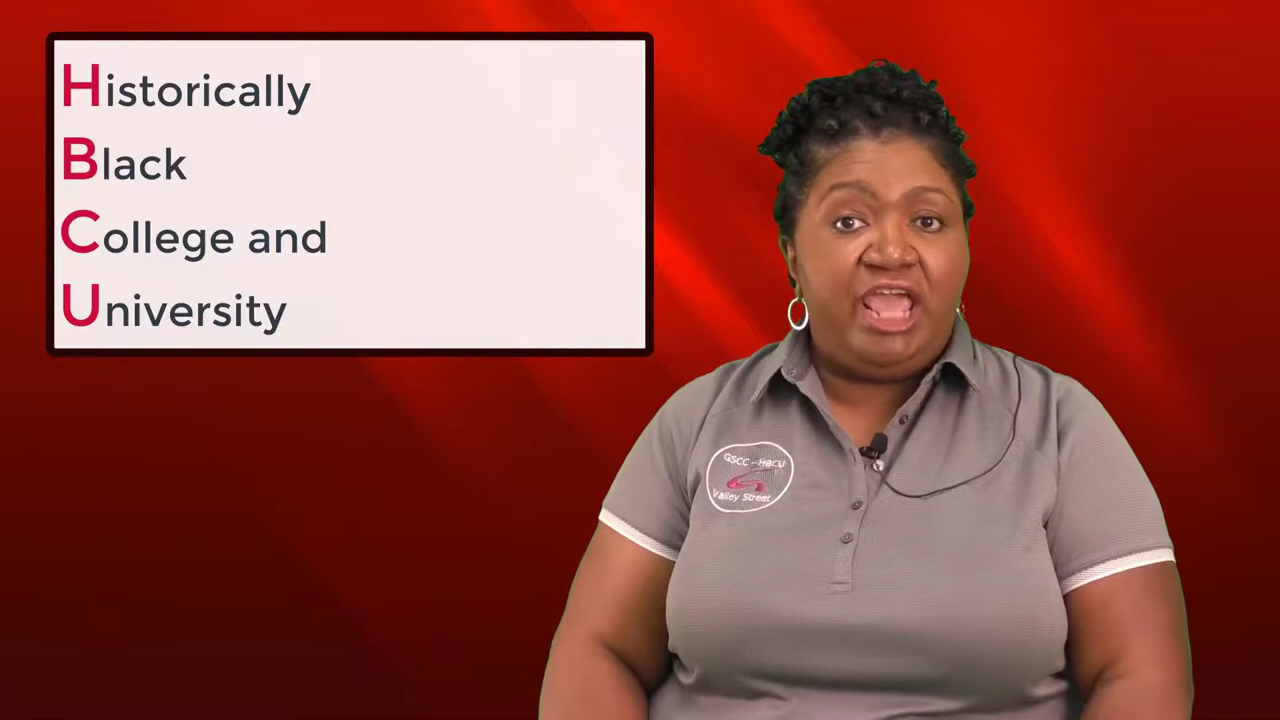 Historically
Black
College and
University
GSCC - HBCU
Valley Street